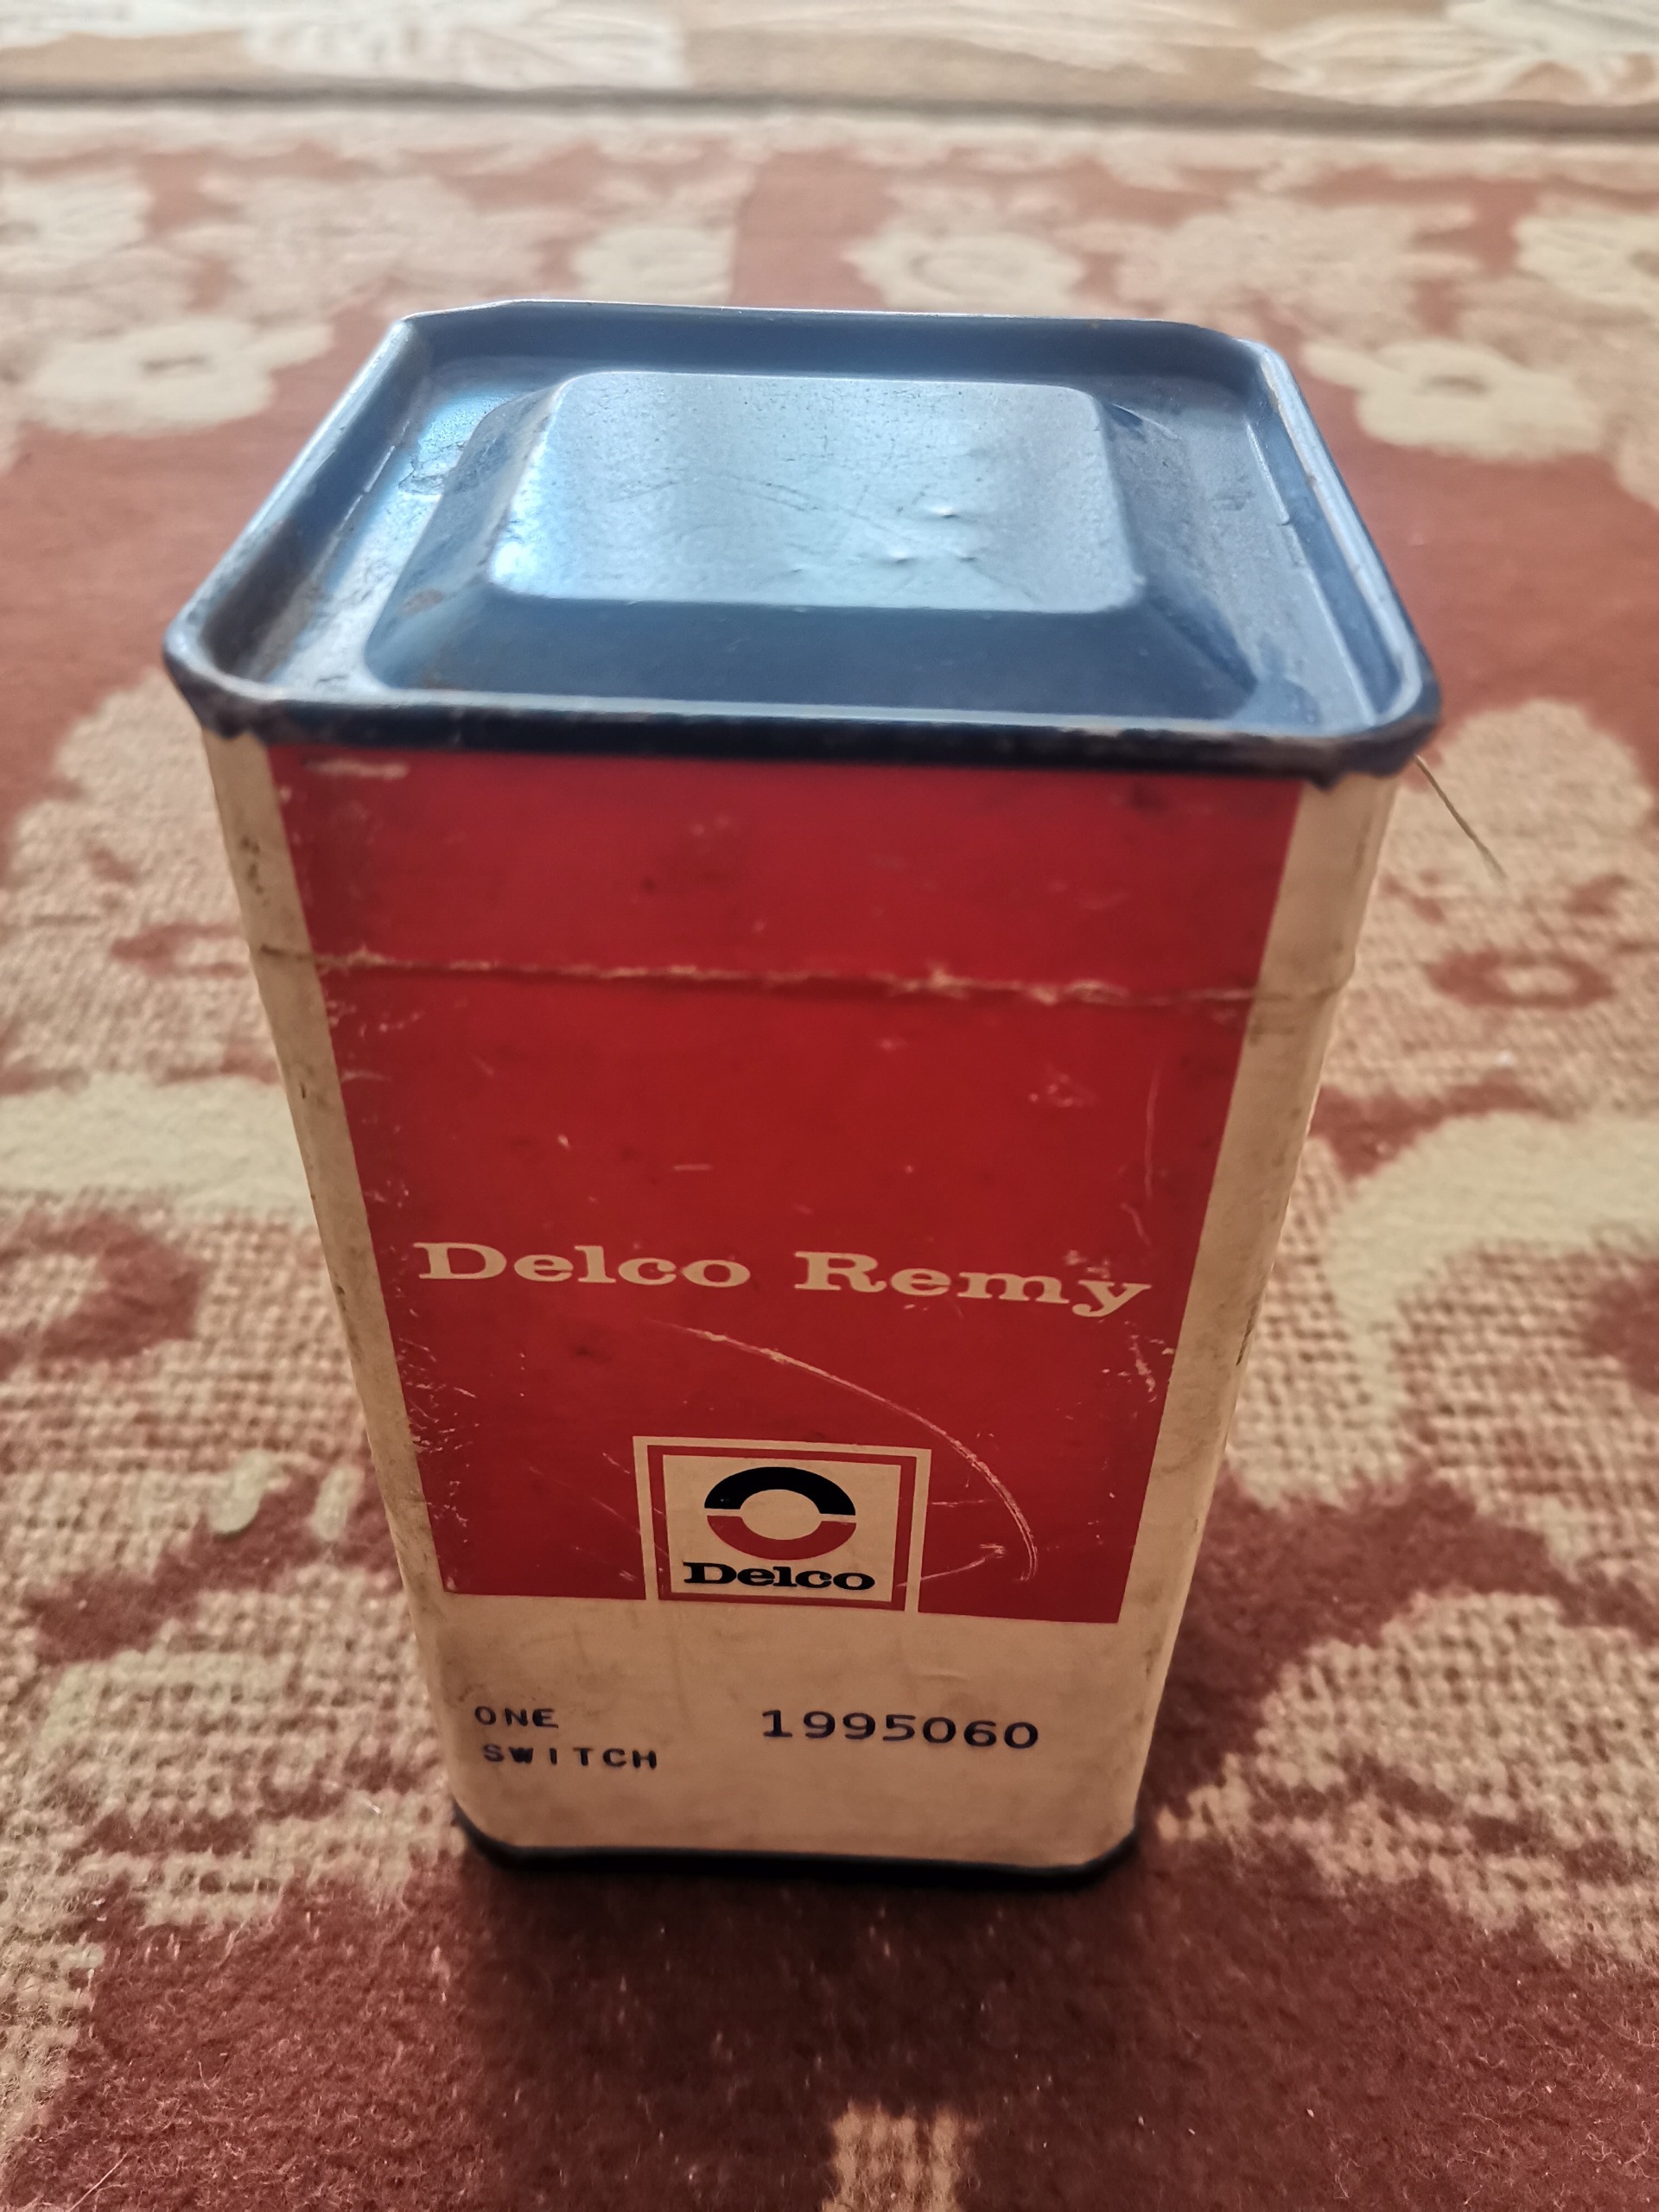 Delco Remy
Delco
ONE 1995060
SWITCH